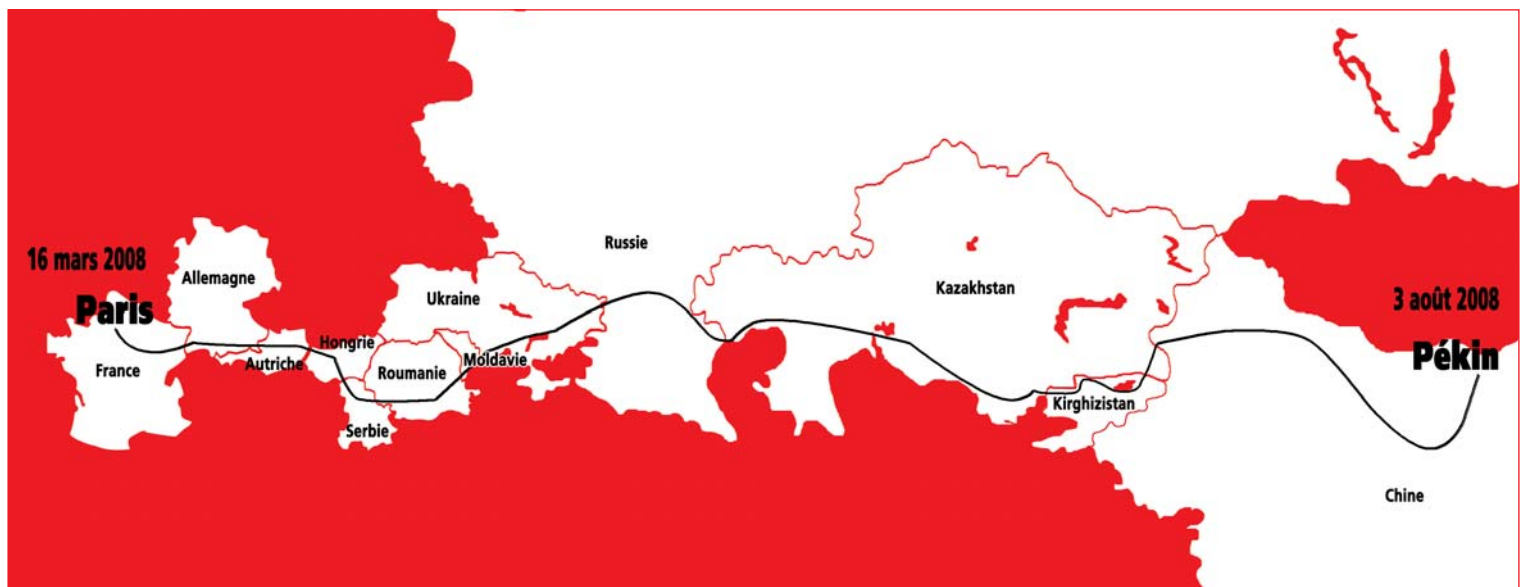 16 mars 2008
Paris
France
Allemagne
Autriche
Hongrie
Serbie
Roumanie
Ukraine
Moldavie
Russie
Kazakhstan
Kirghizistan
3 août 2008
Pékin
Chine